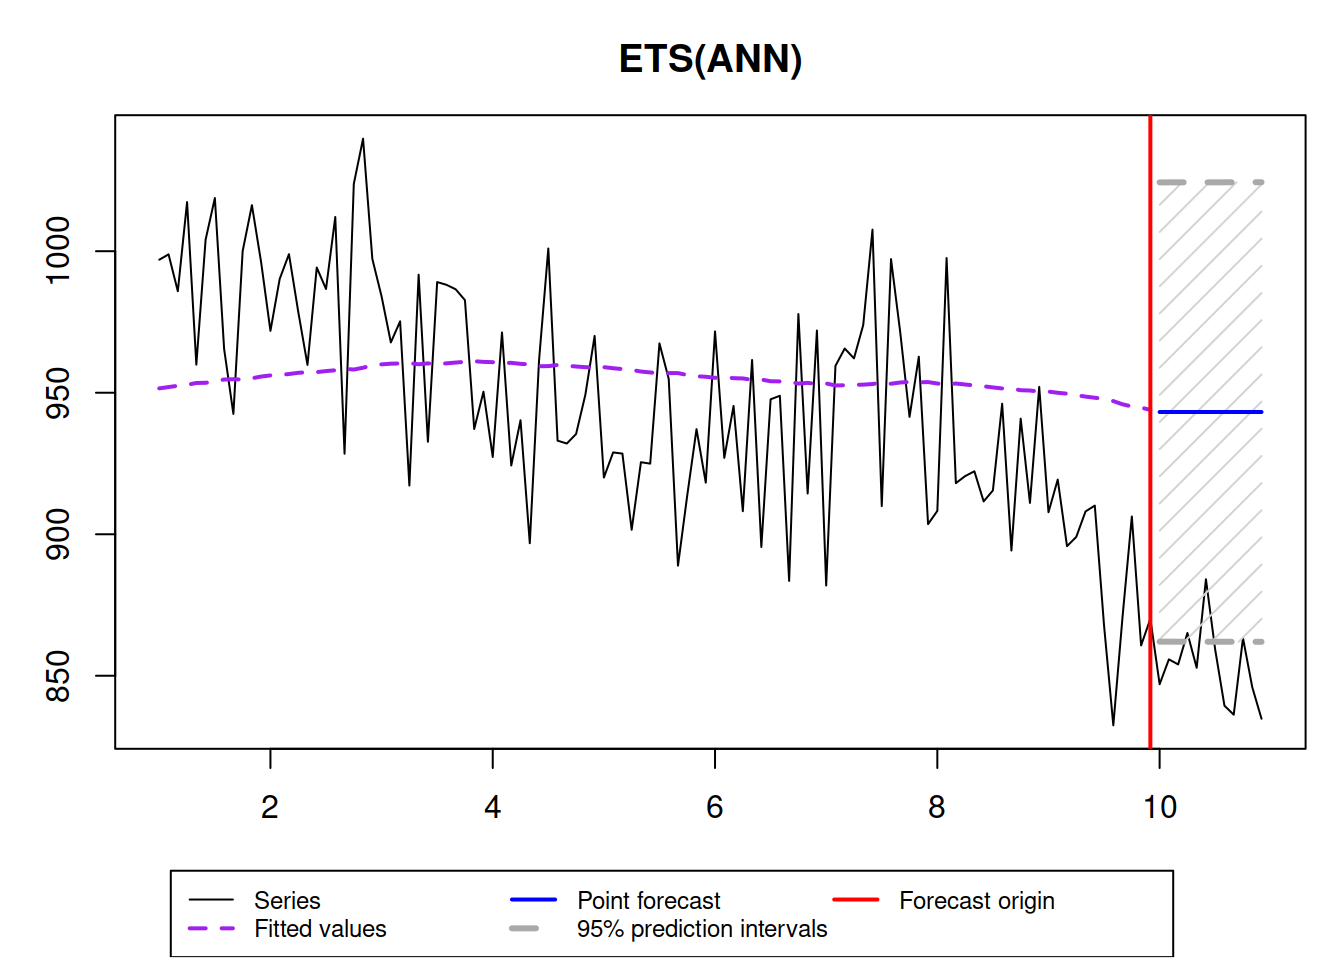 ETS(ANN)
1000
950
900
850
2 4 6 8 10
Series Point forecast Forecast origin
Fitted values 95% prediction intervals